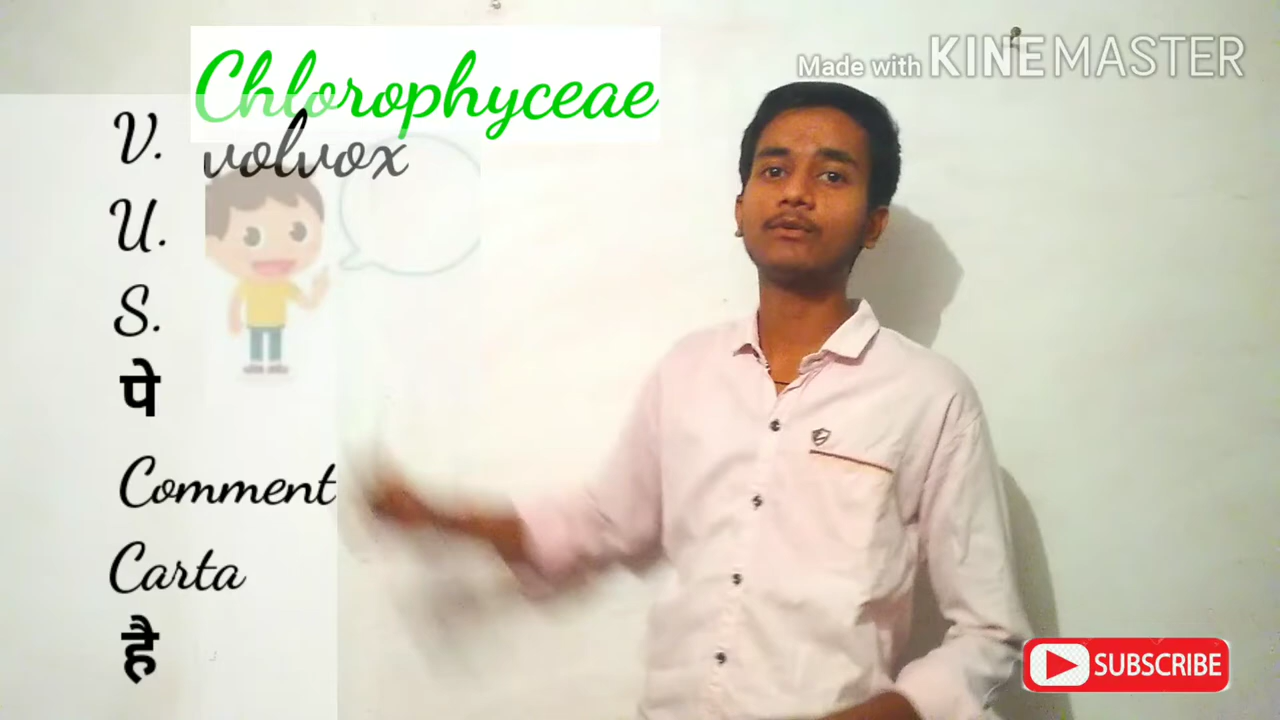 Made with KINEMASTER
Chlorophyceae
V.
volvox
U.
S.
पे
Comment
Carta
है
SUBSCRIBE